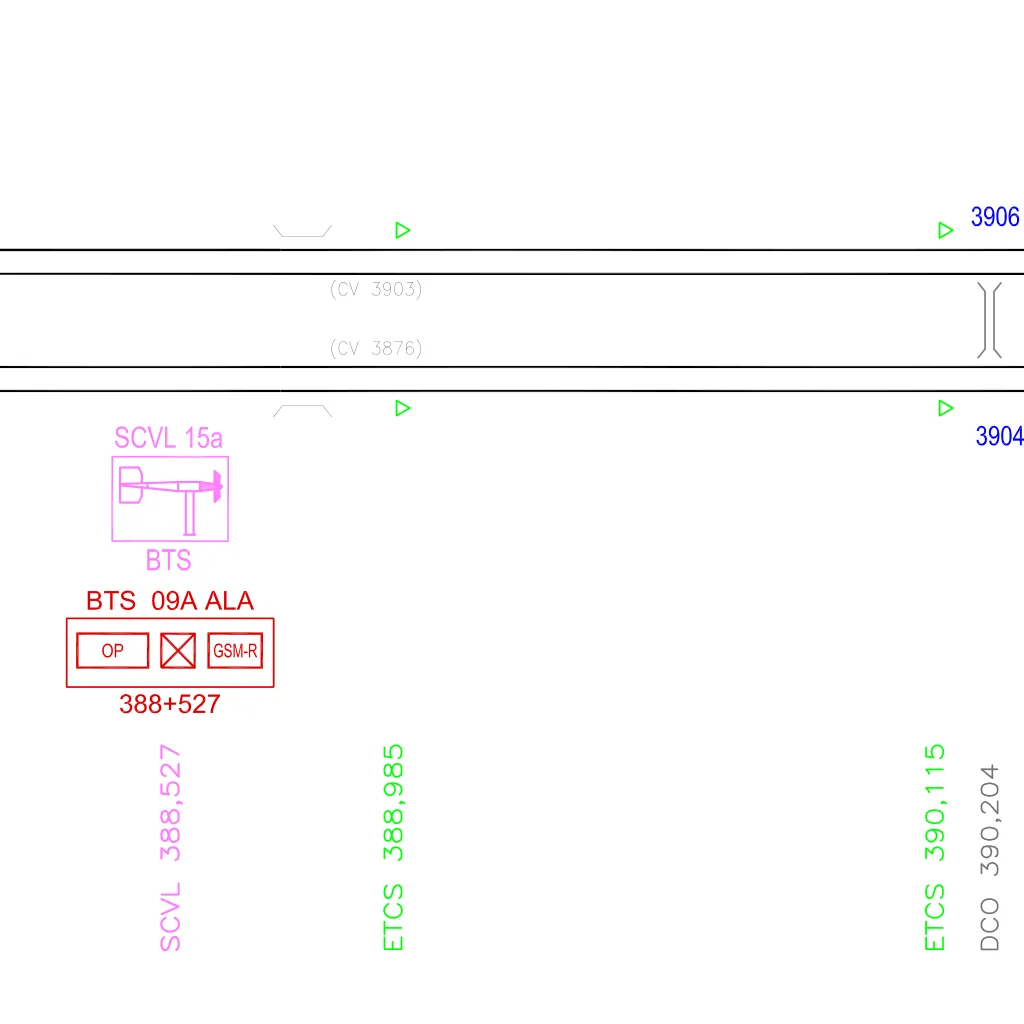 3906
(CV 3903)
(CV 3876)
3904
SCVL 15a
BTS
BTS 09A ALA
OP
GSM-R
388+527
SCVL 388,527
ETCS 388,985
ETCS 390,115
DCO 390,204